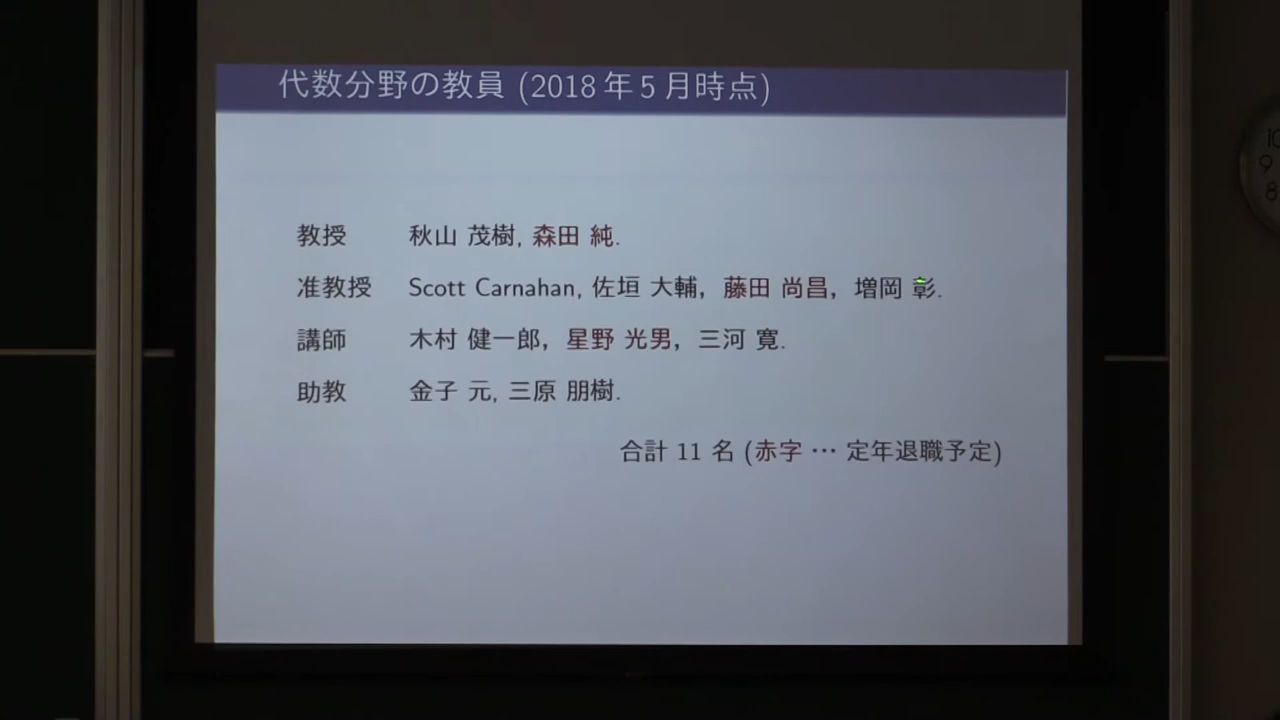 代数分野の教員 (2018 年 5 月時点)
教授 秋山 茂樹, 森田 純.
准教授 Scott Carnahan, 佐垣 大輔, 藤田 尚昌, 増岡 彰.
講師 木村 健一郎, 星野 光男, 三河 寛.
助教 金子 元, 三原 朋樹.
合計 11 名 (赤字 … 定年退職予定)
10
9
8